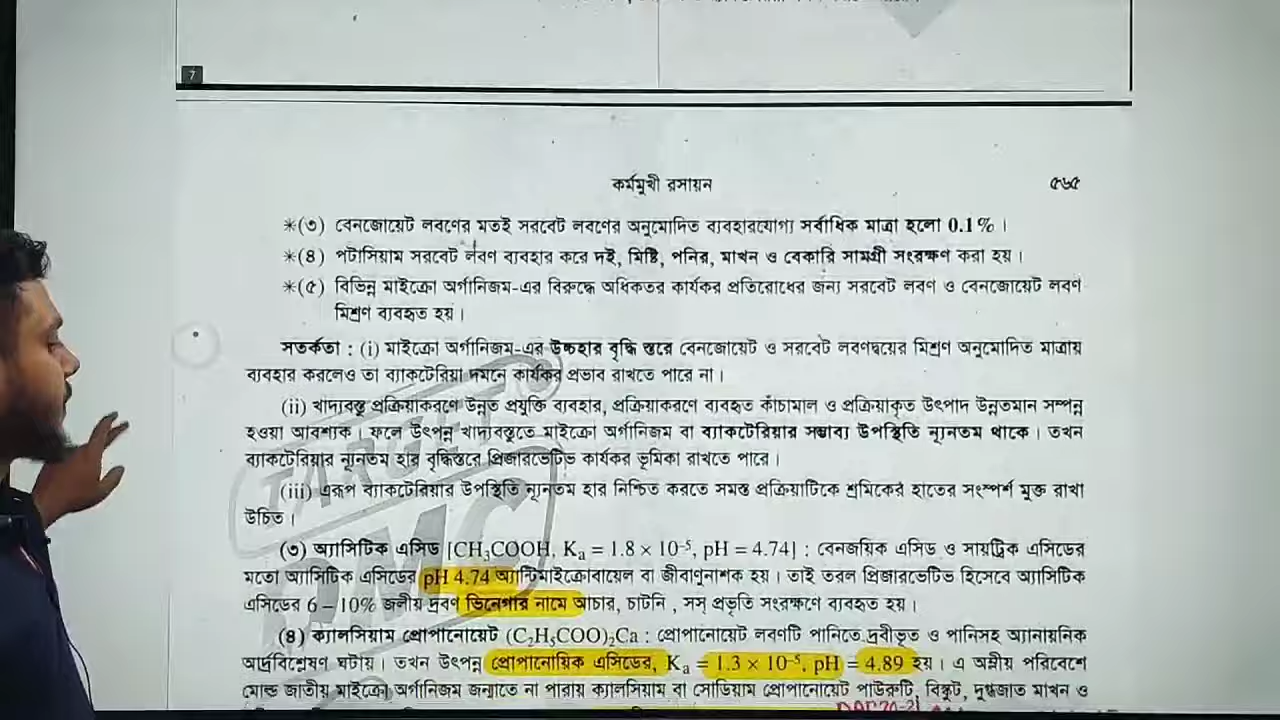 7
কর্মমুখী রসায়ন ৫৬৫
*(৩) বেনজোয়েট লবণের মতই সরবেট লবণের অনুমোদিত ব্যবহারযোগ্য সর্বাধিক মাত্রা হলো 0.1% ।
*(৪) পটাসিয়াম সরবেট লবণ ব্যবহার করে দই, মিষ্টি, পনির, মাখন ও বেকারি সামগ্রী সংরক্ষণ করা হয় ।
*(৫) বিভিন্ন মাইক্রো অর্গানিজম-এর বিরুদ্ধে অধিকতর কার্যকর প্রতিরোধের জন্য সরবেট লবণ ও বেনজোয়েট লবণ
মিশ্রণ ব্যবহৃত হয় ।
সতর্কতা : (i) মাইক্রো অর্গানিজম-এর উচ্চহার বৃদ্ধি স্তরে বেনজোয়েট ও সরবেট লবণদ্বয়ের মিশ্রণ অনুমোদিত মাত্রায়
ব্যবহার করলেও তা ব্যাকটেরিয়া দমনে কার্যকর প্রভাব রাখতে পারে না ।
(ii) খাদ্যবস্তু প্রক্রিয়াকরণে উন্নত প্রযুক্তি ব্যবহার, প্রক্রিয়াকরণে ব্যবহৃত কাঁচামাল ও প্রক্রিয়াকৃত উৎপাদ উন্নতমান সম্পন্ন
হওয়া আবশ্যক । ফলে উৎপন্ন খাদ্যবস্তুতে মাইক্রো অর্গানিজম বা ব্যাকটেরিয়ার সম্ভাব্য উপস্থিতি ন্যূনতম থাকে । তখন
ব্যাকটেরিয়ার ন্যূনতম হার বৃদ্ধিস্তরে প্রিজারভেটিভ কার্যকর ভূমিকা রাখতে পারে ।
(iii) এরূপ ব্যাকটেরিয়ার উপস্থিতি ন্যূনতম হার নিশ্চিত করতে সমস্ত প্রক্রিয়াটিকে শ্রমিকের হাতের সংস্পর্শ মুক্ত রাখা
উচিত ।
TARGET
DMC
(৩) অ্যাসিটিক এসিড [CH₃COOH, Kₐ = 1.8 × 10⁻⁵, pH = 4.74] : বেনজয়িক এসিড ও সায়ট্রিক এসিডের
মতো অ্যাসিটিক এসিডের pH 4.74 অ্যান্টিমাইক্রোবায়েল বা জীবাণুনাশক হয় । তাই তরল প্রিজারভেটিভ হিসেবে অ্যাসিটিক
এসিডের 6 – 10% জলীয় দ্রবণ ভিনেগার নামে আচার, চাটনি , সস্ প্রভৃতি সংরক্ষণে ব্যবহৃত হয় ।
(৪) ক্যালসিয়াম প্রোপানোয়েট (C₂H₅COO)₂Ca : প্রোপানোয়েট লবণটি পানিতে দ্রবীভূত ও পানিসহ অ্যানায়নিক
আর্দ্রবিশ্লেষণ ঘটায় । তখন উৎপন্ন প্রোপানোয়িক এসিডের, Kₐ = 1.3 × 10⁻⁵, pH = 4.89 হয় । এ অম্লীয় পরিবেশে
মোল্ড জাতীয় মাইক্রো অর্গানিজম জন্মাতে না পারায় ক্যালসিয়াম বা সোডিয়াম প্রোপানোয়েট পাউরুটি, বিস্কুট, দুগ্ধজাত মাখন ও